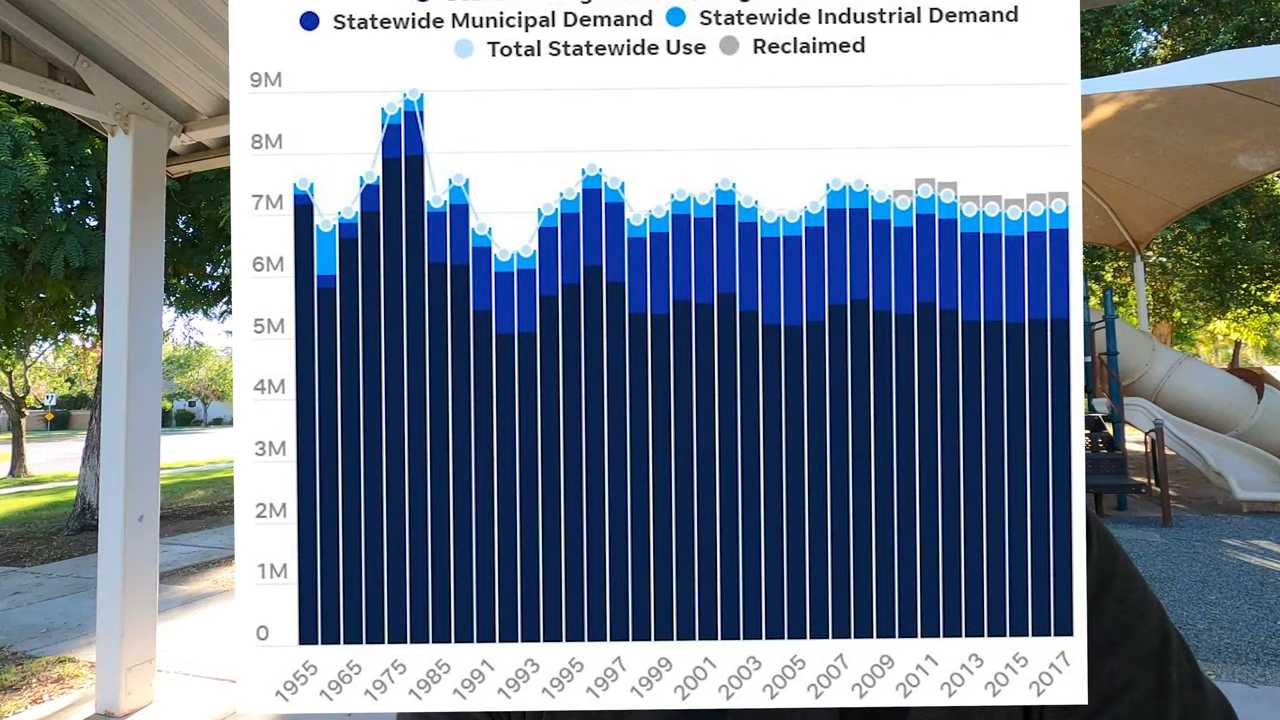 Statewide Municipal Demand Statewide Industrial Demand
Total Statewide Use Reclaimed
9M
8M
7M
6M
5M
4M
3M
2M
1M
0
1955 1965 1975 1985 1991 1993 1995 1997 1999 2001 2003 2005 2007 2009 2011 2013 2015 2017